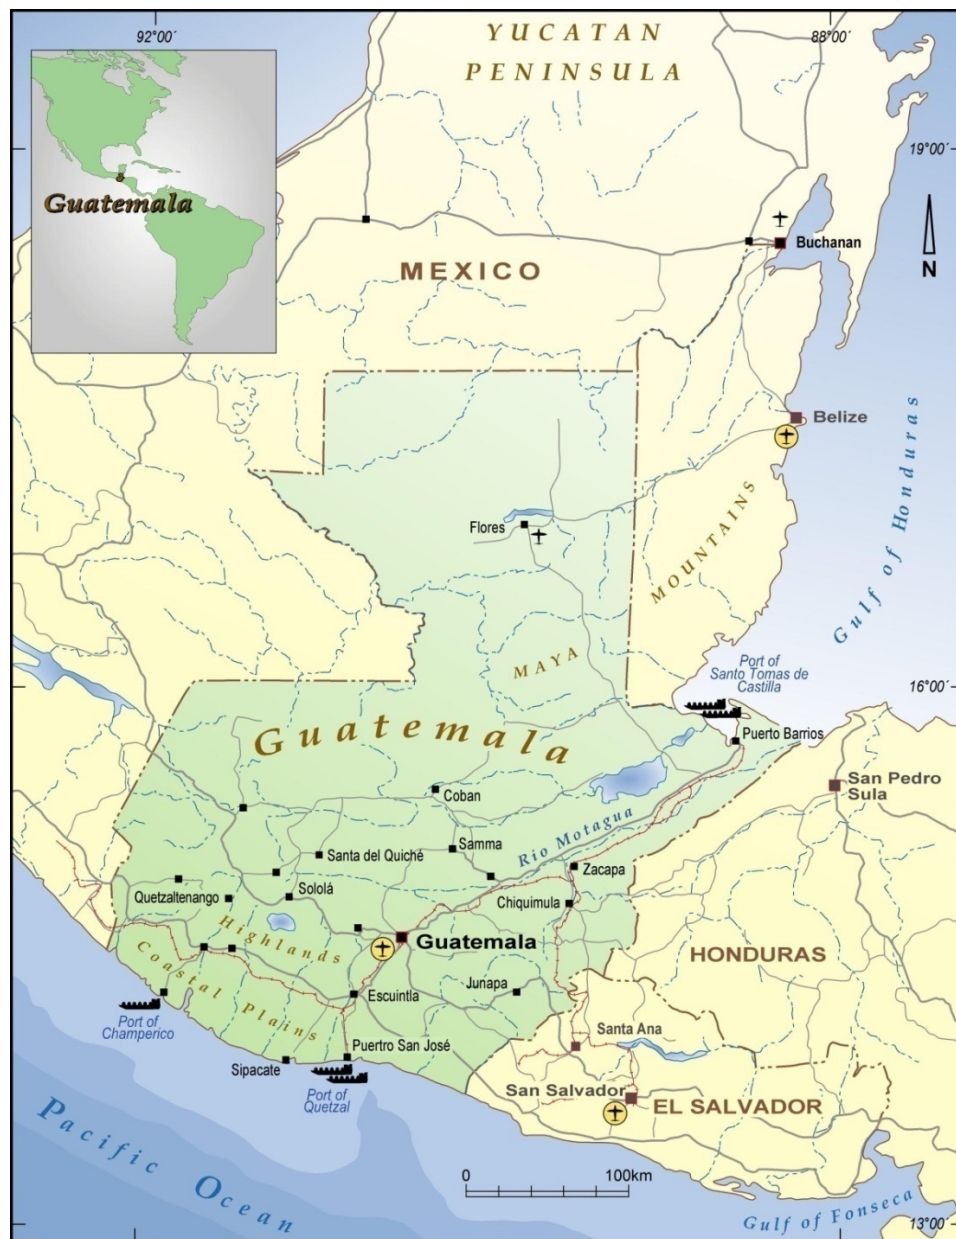 92°00´
88°00´
YUCATAN
PENINSULA
19°00´
Guatemala
Buchanan
N
MEXICO
Belize
Gulf of Honduras
Flores
MOUNTAINS
MAYA
Port of
Santo Tomas de
Castilla
16°00´
Puerto Barrios
Guatemala
San Pedro
Sula
Coban
Rio Motagua
Samma
Santa del Quiché
Zacapa
Quetzaltenango
Sololá
Chiquimula
Highlands
Guatemala
HONDURAS
Coastal Plains
Escuintla
Junapa
Port of
Champerico
Santa Ana
Puertro San José
Sipacate
Port of
Quetzal
San Salvador
EL SALVADOR
Pacific Ocean
0
100km
Gulf of Fonseca
13°00´